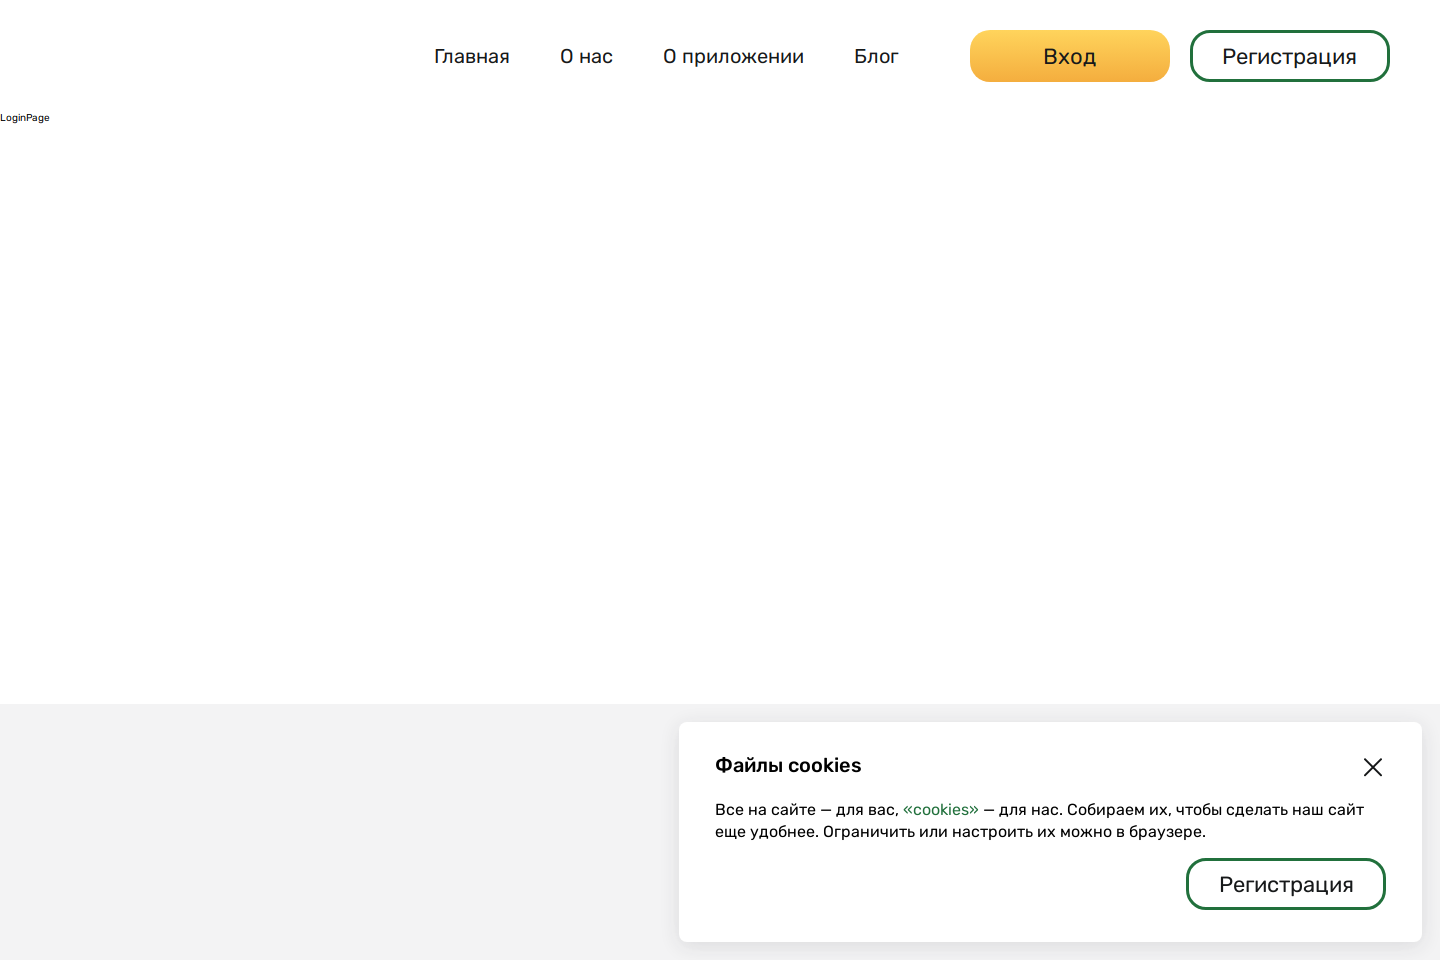 Главная О нас О приложении Блог Вход Регистрация
LoginPage
Файлы cookies
Все на сайте — для вас, «cookies» — для нас. Собираем их, чтобы сделать наш сайт
еще удобнее. Ограничить или настроить их можно в браузере.
Регистрация